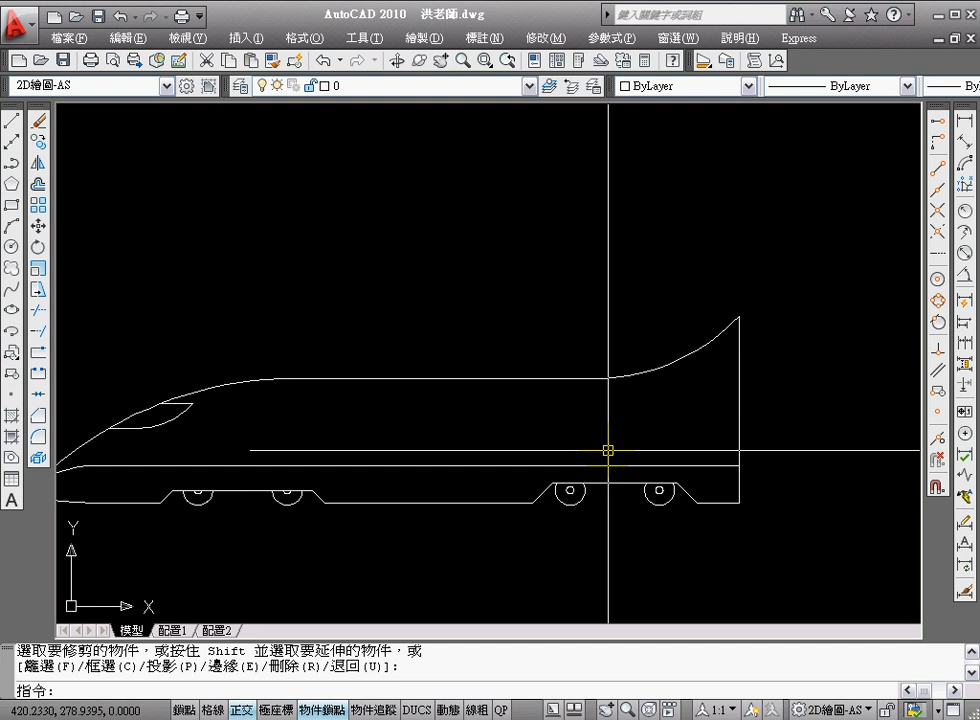 AutoCAD 2010 洪老師.dwg
鍵入關鍵字或詞組
檔案(F) 編輯(E) 檢視(V) 插入(I) 格式(O) 工具(T) 繪製(D) 標註(N) 修改(M) 參數式(P) 視窗(W) 說明(H) Express
2D繪圖-AS 0 ByLayer ByLayer By
A
Y
X
模型 配置1 配置2
選取要修剪的物件，或按住 Shift 並選取要延伸的物件，或
[籬選(F)/框選(C)/投影(P)/邊緣(E)/刪除(R)/退回(U)]:
指令:
420.2330, 278.9395, 0.0000 鎖點 格線 正交 極座標 物件鎖點 物件追蹤 DUCS 動態 線粗 QP 1:1 2D繪圖-AS